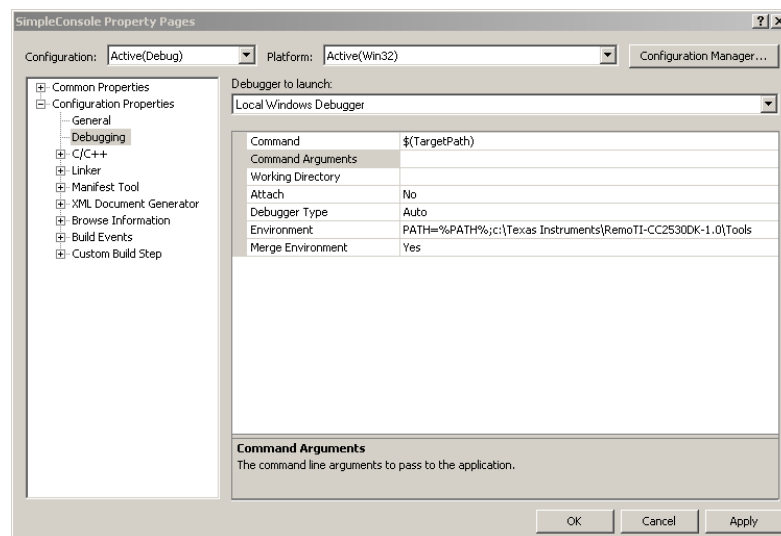 SimpleConsole Property Pages
Configuration: Active(Debug) Platform: Active(Win32) Configuration Manager...
Common Properties
Configuration Properties
General
Debugging
C/C++
Linker
Manifest Tool
XML Document Generator
Browse Information
Build Events
Custom Build Step
Debugger to launch:
Local Windows Debugger
Command $(TargetPath)
Command Arguments
Working Directory
Attach No
Debugger Type Auto
Environment PATH=%PATH%;c:\Texas Instruments\RemoTI-CC2530DK-1.0\Tools
Merge Environment Yes
Command Arguments
The command line arguments to pass to the application.
OK Cancel Apply